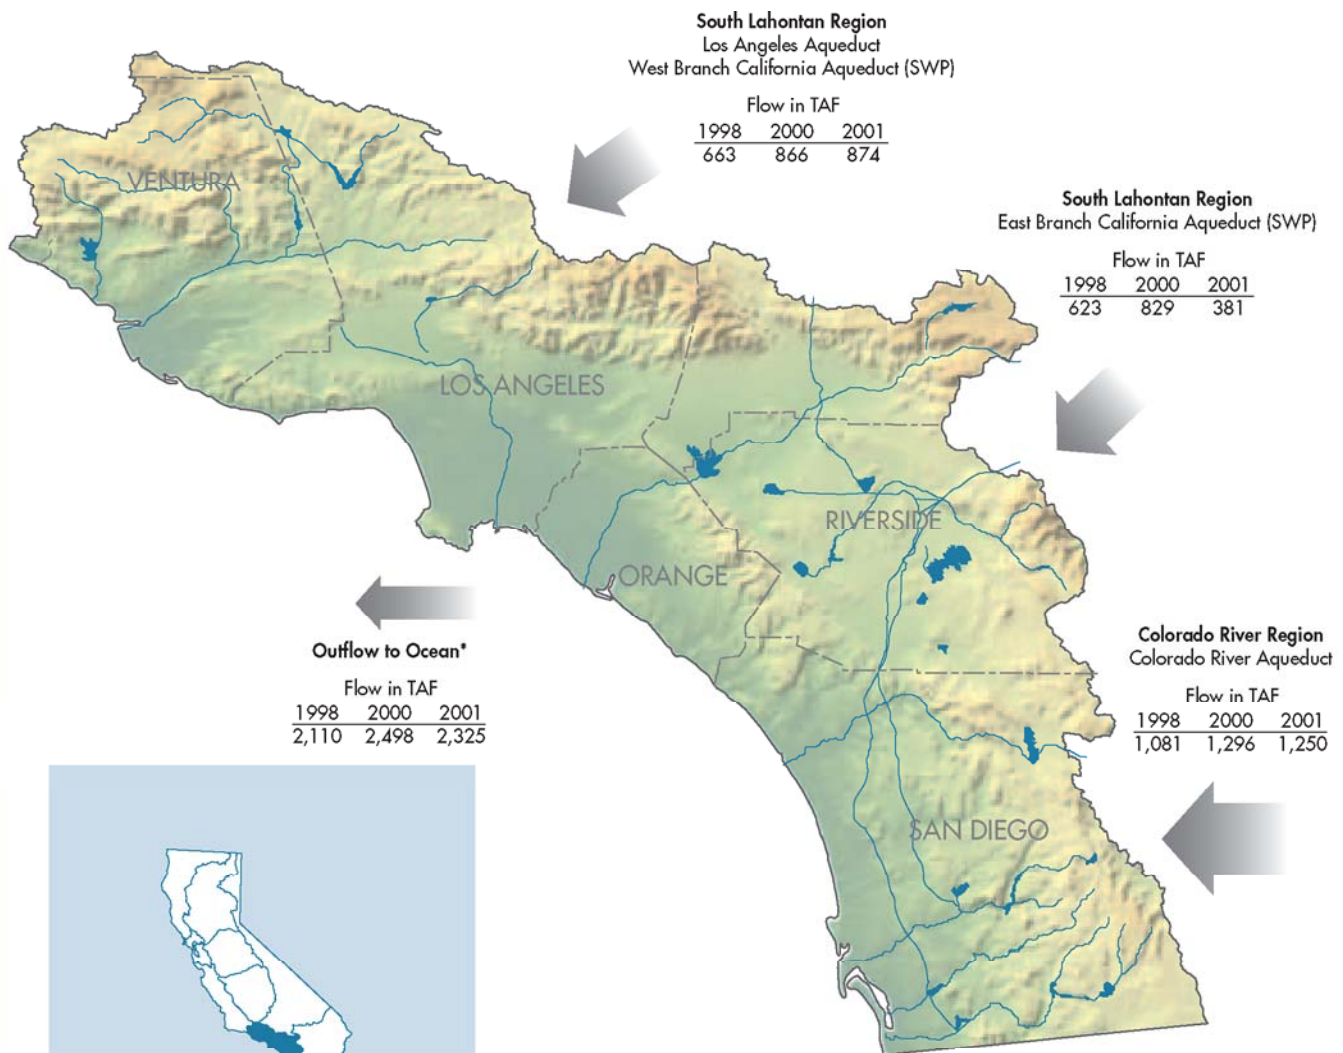 South Lahontan Region
Los Angeles Aqueduct
West Branch California Aqueduct (SWP)
Flow in TAF
1998 2000 2001
663 866 874
South Lahontan Region
East Branch California Aqueduct (SWP)
Flow in TAF
1998 2000 2001
623 829 381
VENTURA
LOS ANGELES
RIVERSIDE
ORANGE
Outflow to Ocean*
Flow in TAF
1998 2000 2001
2,110 2,498 2,325
Colorado River Region
Colorado River Aqueduct
Flow in TAF
1998 2000 2001
1,081 1,296 1,250
SAN DIEGO